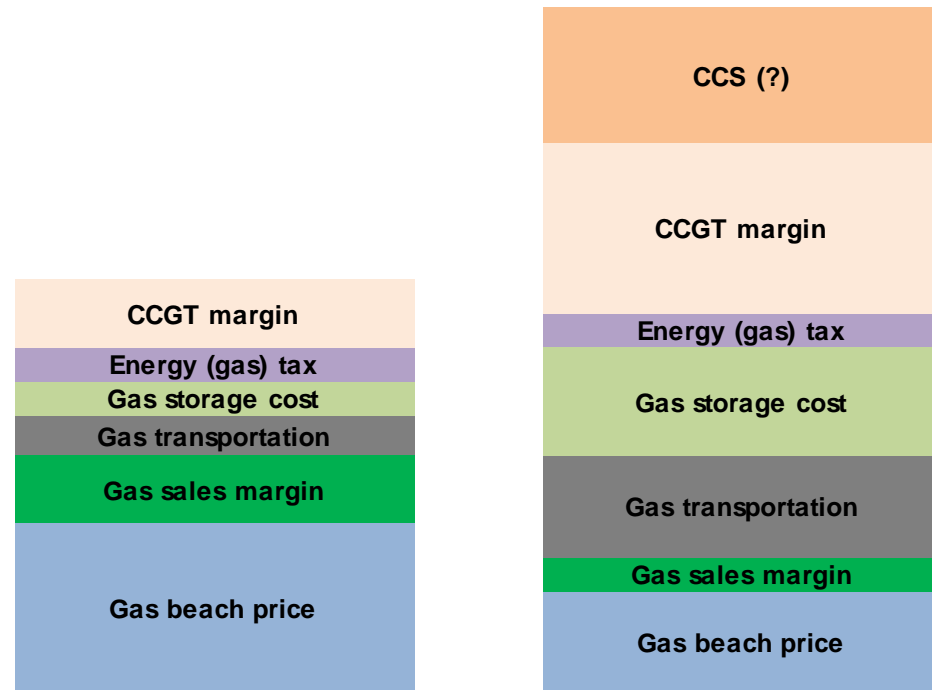 CCGT margin
Energy (gas) tax
Gas storage cost
Gas transportation
Gas sales margin
Gas beach price
CCS (?)
CCGT margin
Energy (gas) tax
Gas storage cost
Gas transportation
Gas sales margin
Gas beach price